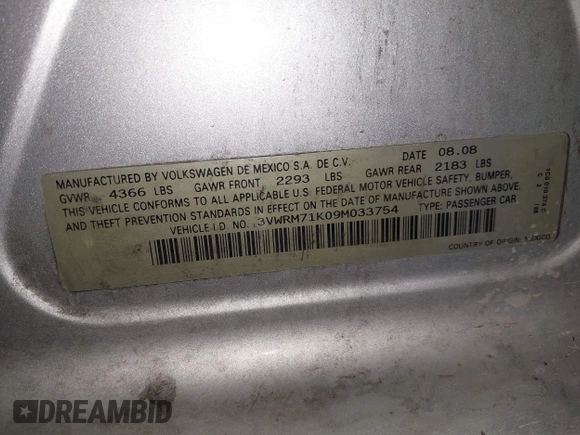 MANUFACTURED BY VOLKSWAGEN DE MEXICO S.A. DE C.V. DATE 08.08
GVWR 4366 LBS GAWR FRONT 2293 LBS GAWR REAR 2183 LBS
THIS VEHICLE CONFORMS TO ALL APPLICABLE U.S. FEDERAL MOTOR VEHICLE SAFETY, BUMPER,
AND THEFT PREVENTION STANDARDS IN EFFECT ON THE DATE OF MANUFACTURE SHOWN ABOVE.
VEHICLE I.D. NO. 3VWRM71K09M033754 TYPE: PASSENGER CAR
COUNTRY OF ORIGIN: MEXICO
DREAMBID